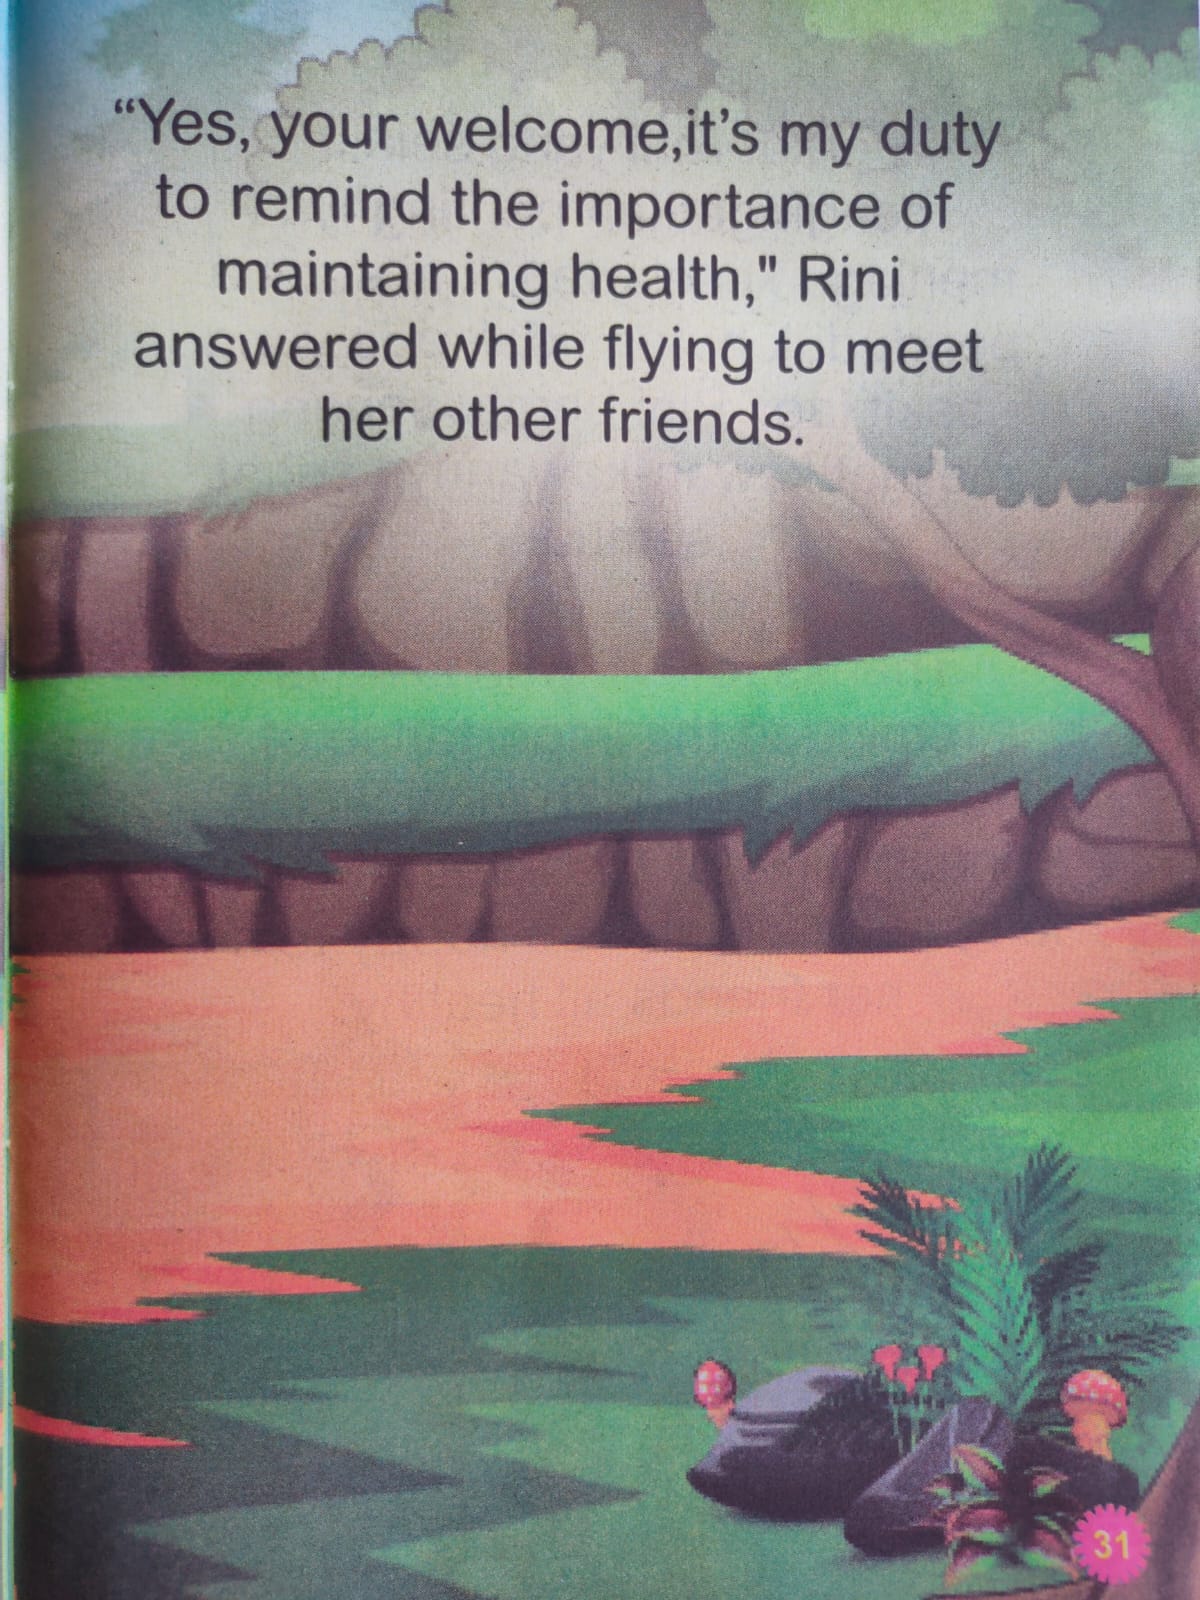 “Yes, your welcome,it’s my duty
to remind the importance of
maintaining health," Rini
answered while flying to meet
her other friends.
31